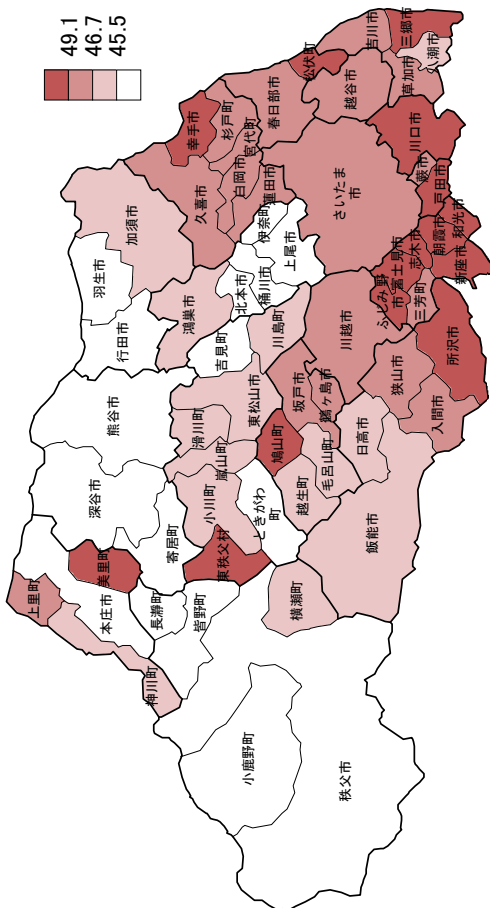 49.1
46.7
45.5
上里町
神川町
美里町
本庄市
深谷市
熊谷市
行田市
羽生市
加須市
長瀞町
寄居町
皆野町
小川町
嵐山町
滑川町
東松山市
吉見町
鴻巣市
北本市
桶川市
久喜市
幸手市
杉戸町
宮代町
白岡市
蓮田市
伊奈町
上尾市
春日部市
松伏町
東秩父村
ときがわ
町
鳩山町
川島町
坂戸市
鶴ヶ島市
毛呂山町
越生町
横瀬町
小鹿野町
秩父市
飯能市
日高市
川越市
さいたま
市
越谷市
吉川市
三郷市
八潮市
草加市
川口市
蕨市
戸田市
狭山市
入間市
所沢市
ふじみ野
市
富士見市
三芳町
志木市
朝霞市
和光市
新座市